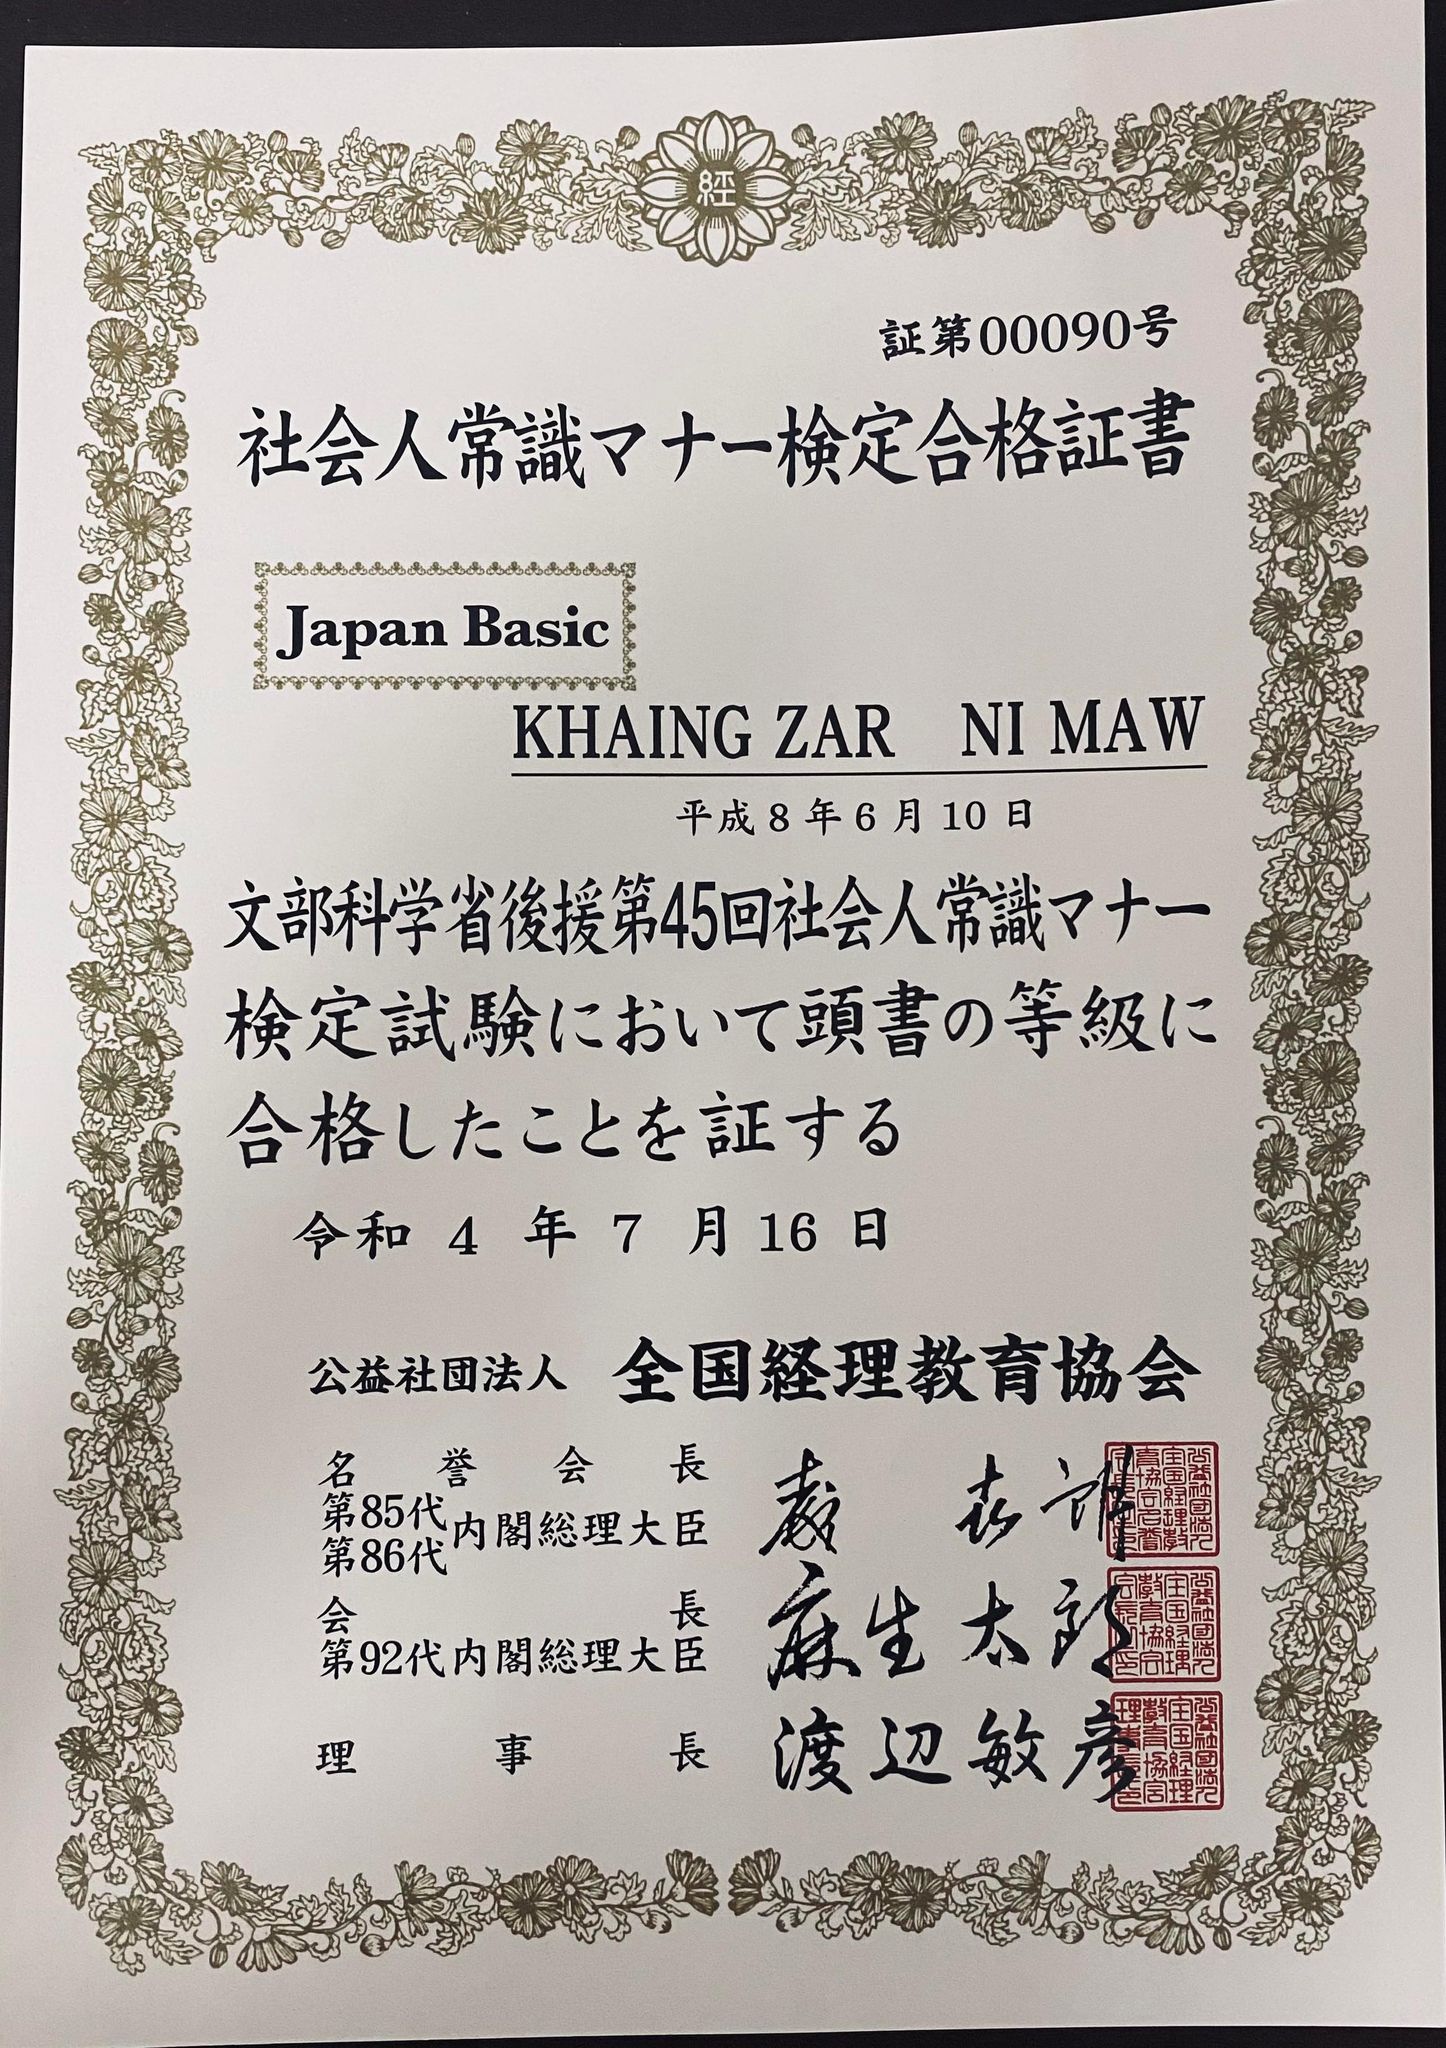 経
証第00090号
社会人常識マナー検定合格証書
Japan Basic
KHAING ZAR　NI MAW
平成8年6月10日
文部科学省後援第45回社会人常識マナー
検定試験において頭書の等級に
合格したことを証する
令和 4 年 7 月 16 日
公益社団法人 全国経理教育協会
名誉会長
第85代
第86代 内閣総理大臣 森 喜朗
会長
第92代内閣総理大臣 麻生太郎
理事長 渡辺敏彦